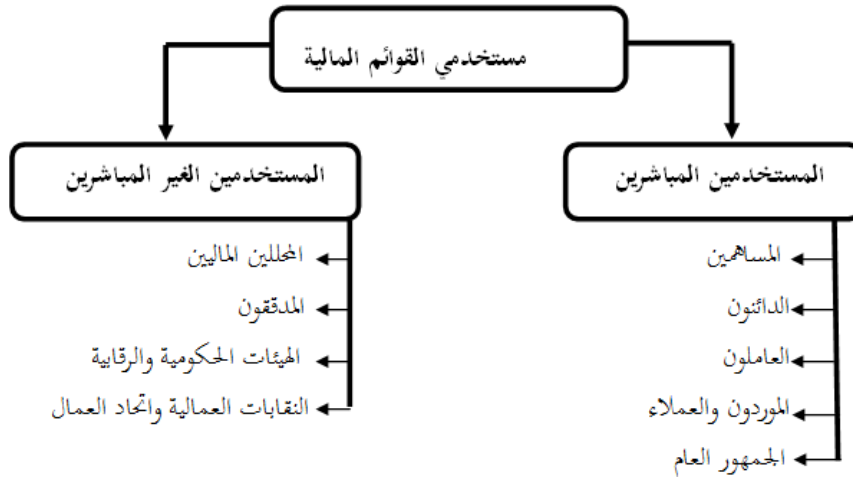 مستخدمي القوائم المالية
المستخدمين المباشرين
المساهمين
الدائنون
العاملون
الموردون والعملاء
الجمهور العام
المستخدمين الغير المباشرين
المحللين الماليين
المدققون
الهيئات الحكومية والرقابية
النقابات العمالية واتحاد العمال